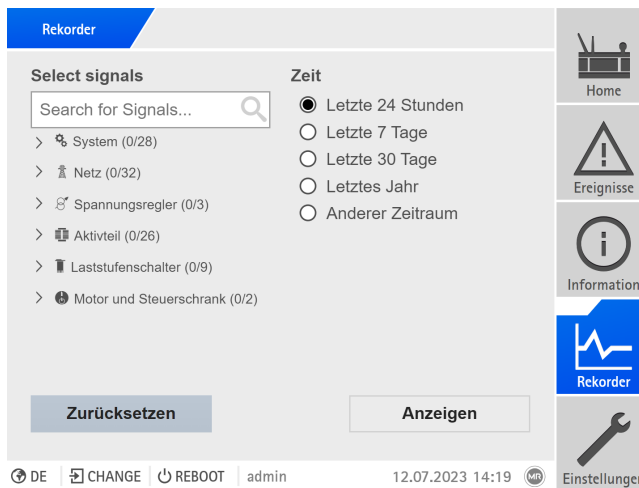 Rekorder
Select signals
Search for Signals...
System (0/28)
Netz (0/32)
Spannungsregler (0/3)
Aktivteil (0/26)
Laststufenschalter (0/9)
Motor und Steuerschrank (0/2)
Zeit
Letzte 24 Stunden
Letzte 7 Tage
Letzte 30 Tage
Letztes Jahr
Anderer Zeitraum
Zurücksetzen
Anzeigen
Home
Ereignisse
Information
Rekorder
Einstellunge
DE
CHANGE
REBOOT
admin
12.07.2023 14:19
MR